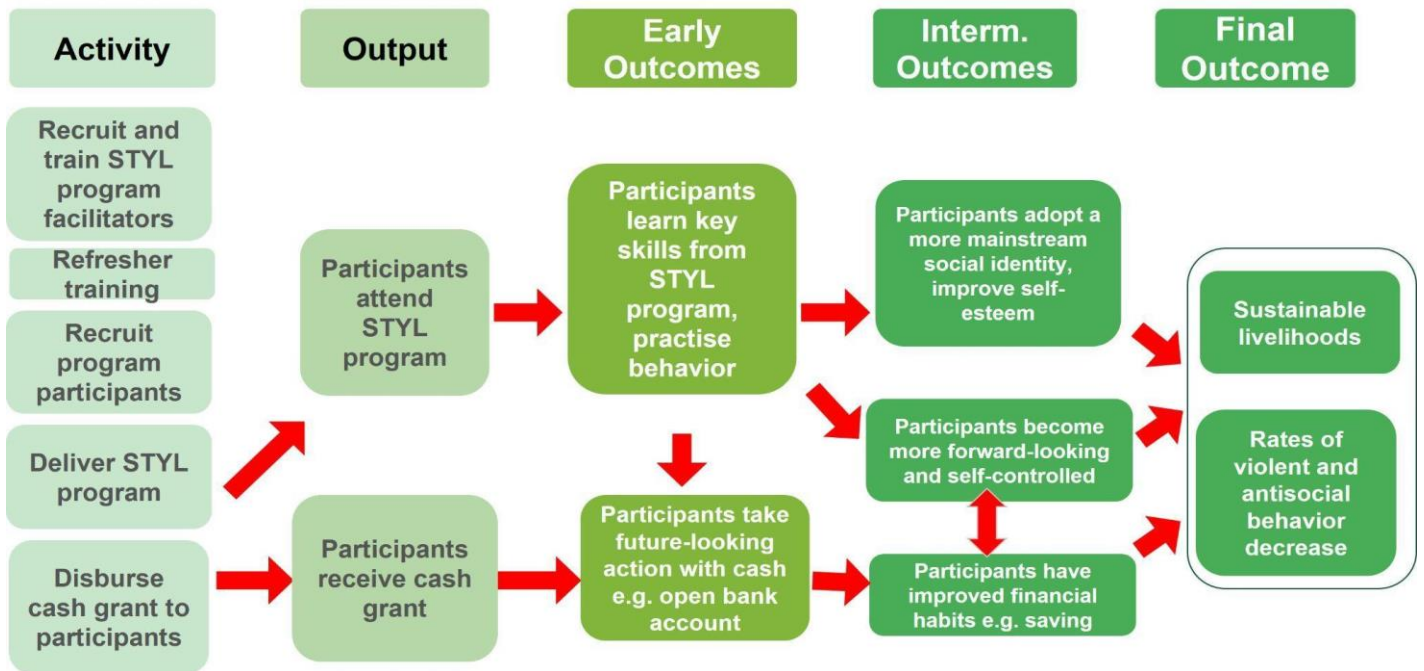 Activity
Output
Early
Outcomes
Interm.
Outcomes
Final
Outcome
Recruit and
train STYL
program
facilitators
Refresher
training
Recruit
program
participants
Deliver STYL
program
Disburse
cash grant to
participants
Participants
attend
STYL
program
Participants
receive cash
grant
Participants
learn key
skills from
STYL
program,
practise
behavior
Participants take
future-looking
action with cash
e.g. open bank
account
Participants adopt a
more mainstream
social identity,
improve self-
esteem
Participants become
more forward-looking
and self-controlled
Participants have
improved financial
habits e.g. saving
Sustainable
livelihoods
Rates of
violent and
antisocial
behavior
decrease